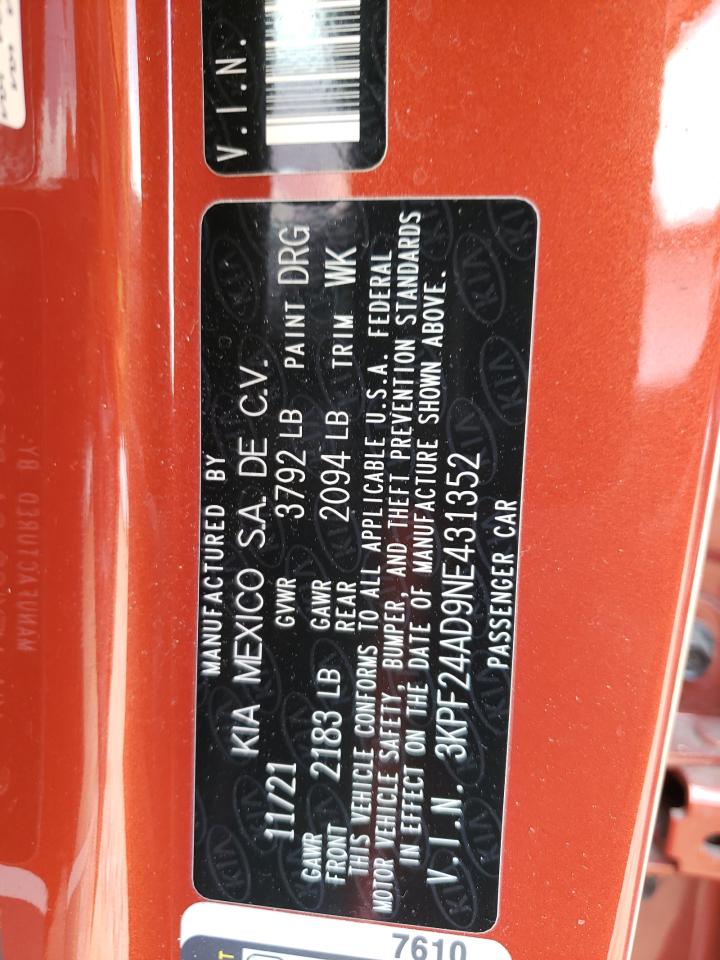 V.I.N.
MANUFACTURED BY
KIA MEXICO S.A. DE C.V.
11/21 GVWR 3792 LB PAINT DRG
GAWR FRONT 2183 LB GAWR REAR 2094 LB TRIM WK
THIS VEHICLE CONFORMS TO ALL APPLICABLE U.S.A. FEDERAL
MOTOR VEHICLE SAFETY, BUMPER, AND THEFT PREVENTION STANDARDS
IN EFFECT ON THE DATE OF MANUFACTURE SHOWN ABOVE.
V.I.N. 3KPF24AD9NE431352
PASSENGER CAR
7610
MANUFACTURED BY